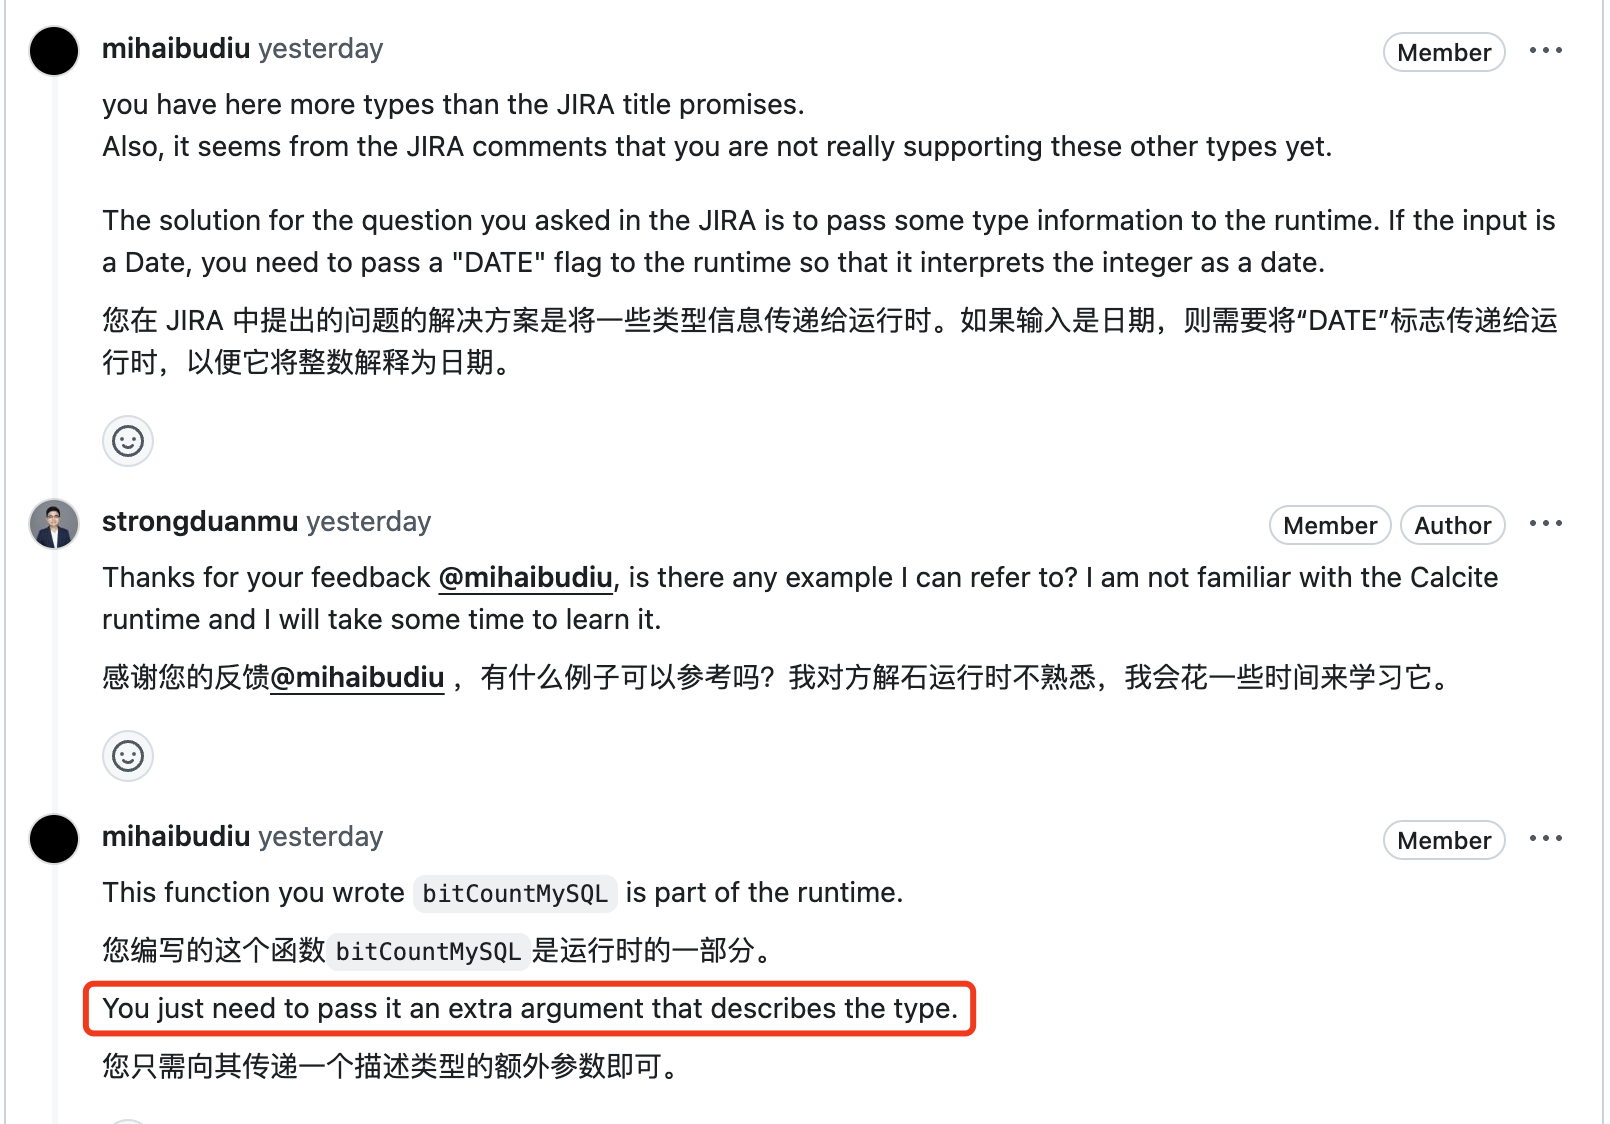 mihaibudiu yesterday
Member
you have here more types than the JIRA title promises.
Also, it seems from the JIRA comments that you are not really supporting these other types yet.
The solution for the question you asked in the JIRA is to pass some type information to the runtime. If the input is
a Date, you need to pass a "DATE" flag to the runtime so that it interprets the integer as a date.
您在 JIRA 中提出的问题的解决方案是将一些类型信息传递给运行时。如果输入是日期，则需要将“DATE”标志传递给运
行时，以便它将整数解释为日期。
strongduanmu yesterday
Member Author
Thanks for your feedback @mihaibudiu, is there any example I can refer to? I am not familiar with the Calcite
runtime and I will take some time to learn it.
感谢您的反馈@mihaibudiu ，有什么例子可以参考吗？我对方解石运行时不熟悉，我会花一些时间来学习它。
mihaibudiu yesterday
Member
This function you wrote bitCountMySQL is part of the runtime.
您编写的这个函数bitCountMySQL是运行时的一部分。
You just need to pass it an extra argument that describes the type.
您只需向其传递一个描述类型的额外参数即可。